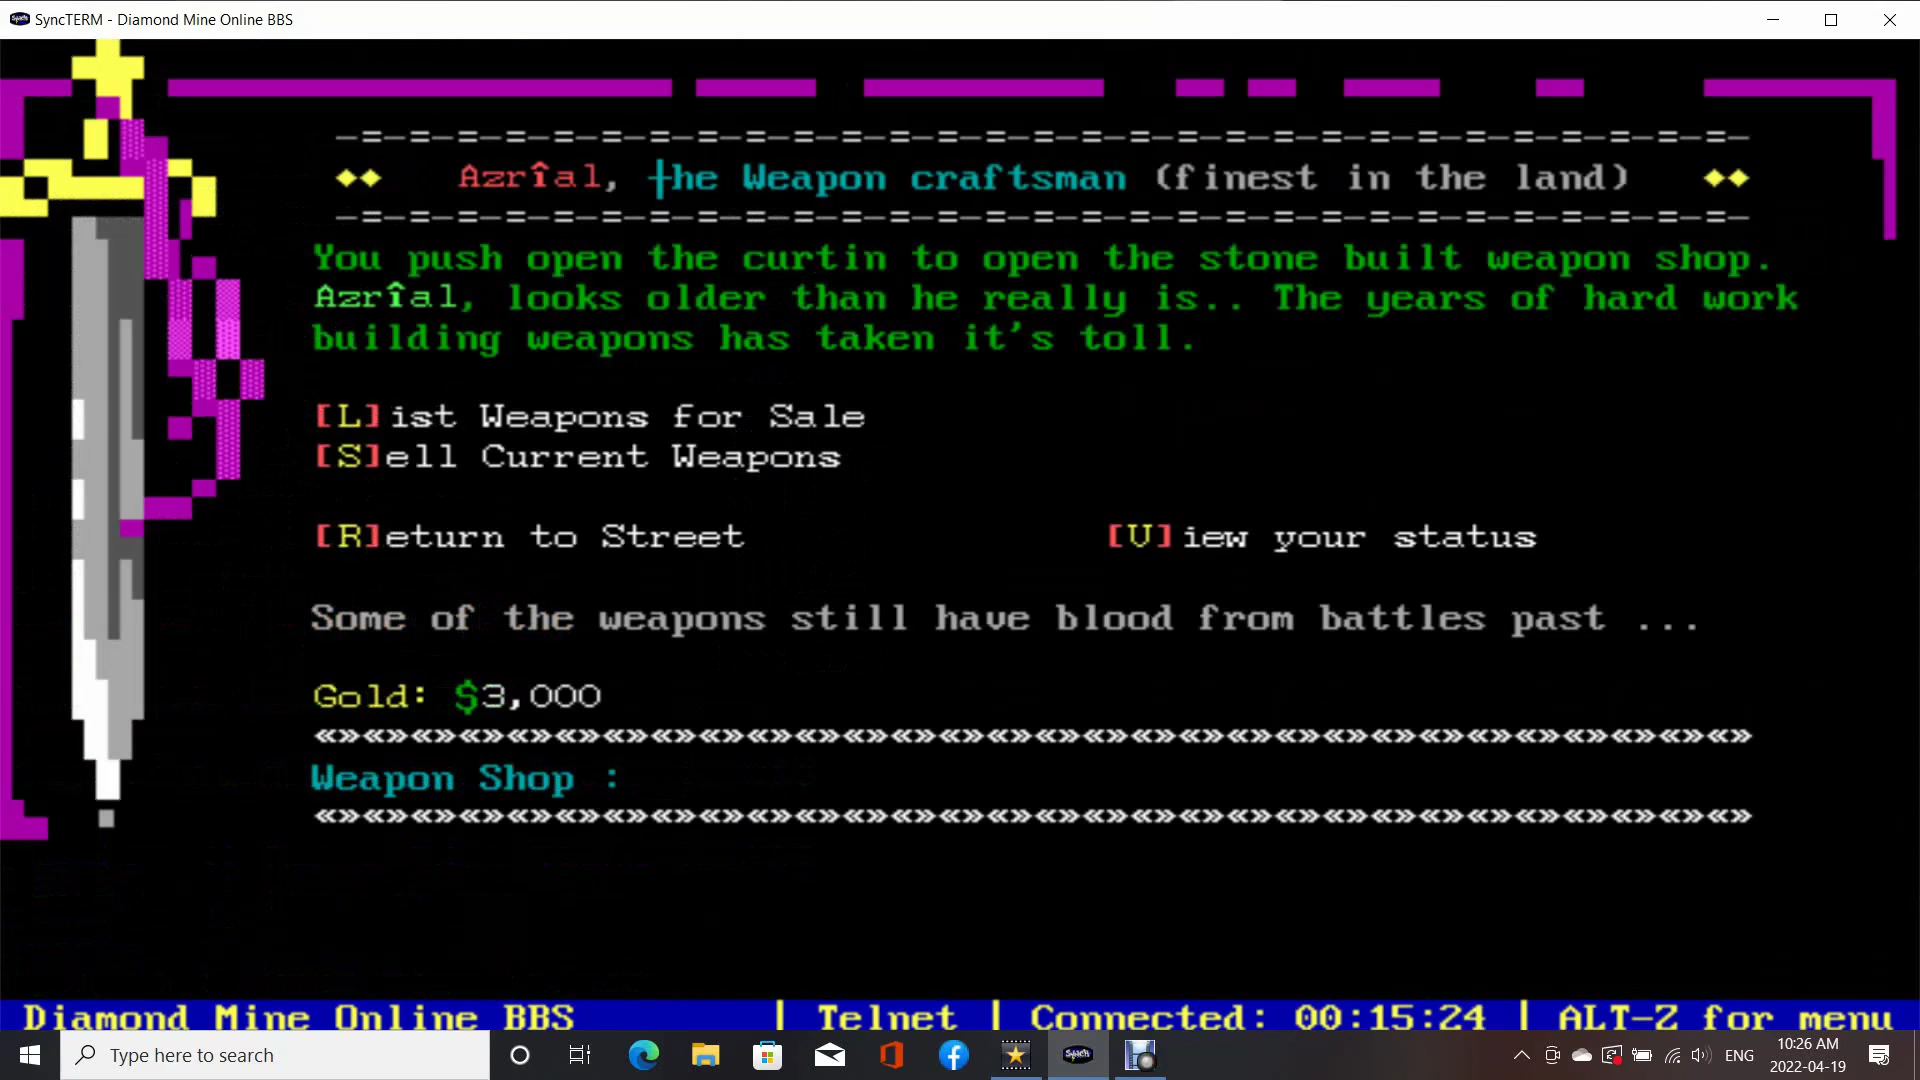 SyncTERM - Diamond Mine Online BBS
-=-=-=-=-=-=-=-=-=-=-=-=-=-=-=-=-=-=-=-=-=-=-=-=-=-=-=-=-=-
♦♦ Azrîal, ┼he Weapon craftsman (finest in the land) ♦♦
-=-=-=-=-=-=-=-=-=-=-=-=-=-=-=-=-=-=-=-=-=-=-=-=-=-=-=-=-=-
You push open the curtin to open the stone built weapon shop.
Azrîal, looks older than he really is.. The years of hard work
building weapons has taken it's toll.
[L]ist Weapons for Sale
[S]ell Current Weapons
[R]eturn to Street [V]iew your status
Some of the weapons still have blood from battles past ...
Gold: $3,000
«»«»«»«»«»«»«»«»«»«»«»«»«»«»«»«»«»«»«»«»«»«»«»«»«»«»«»«»«»«»
Weapon Shop :
«»«»«»«»«»«»«»«»«»«»«»«»«»«»«»«»«»«»«»«»«»«»«»«»«»«»«»«»«»«»
Diamond Mine Online BBS | Telnet | Connected: 00:15:24 | ALT-Z for menu
Type here to search ENG 10:26 AM
2022-04-19